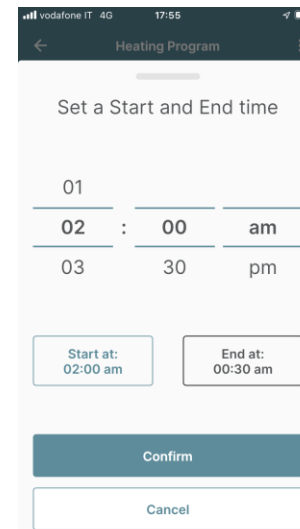 vodafone IT 4G 17:55
Heating Program
Set a Start and End time
01
02 : 00 am
03 30 pm
Start at:
02:00 am
End at:
00:30 am
Confirm
Cancel